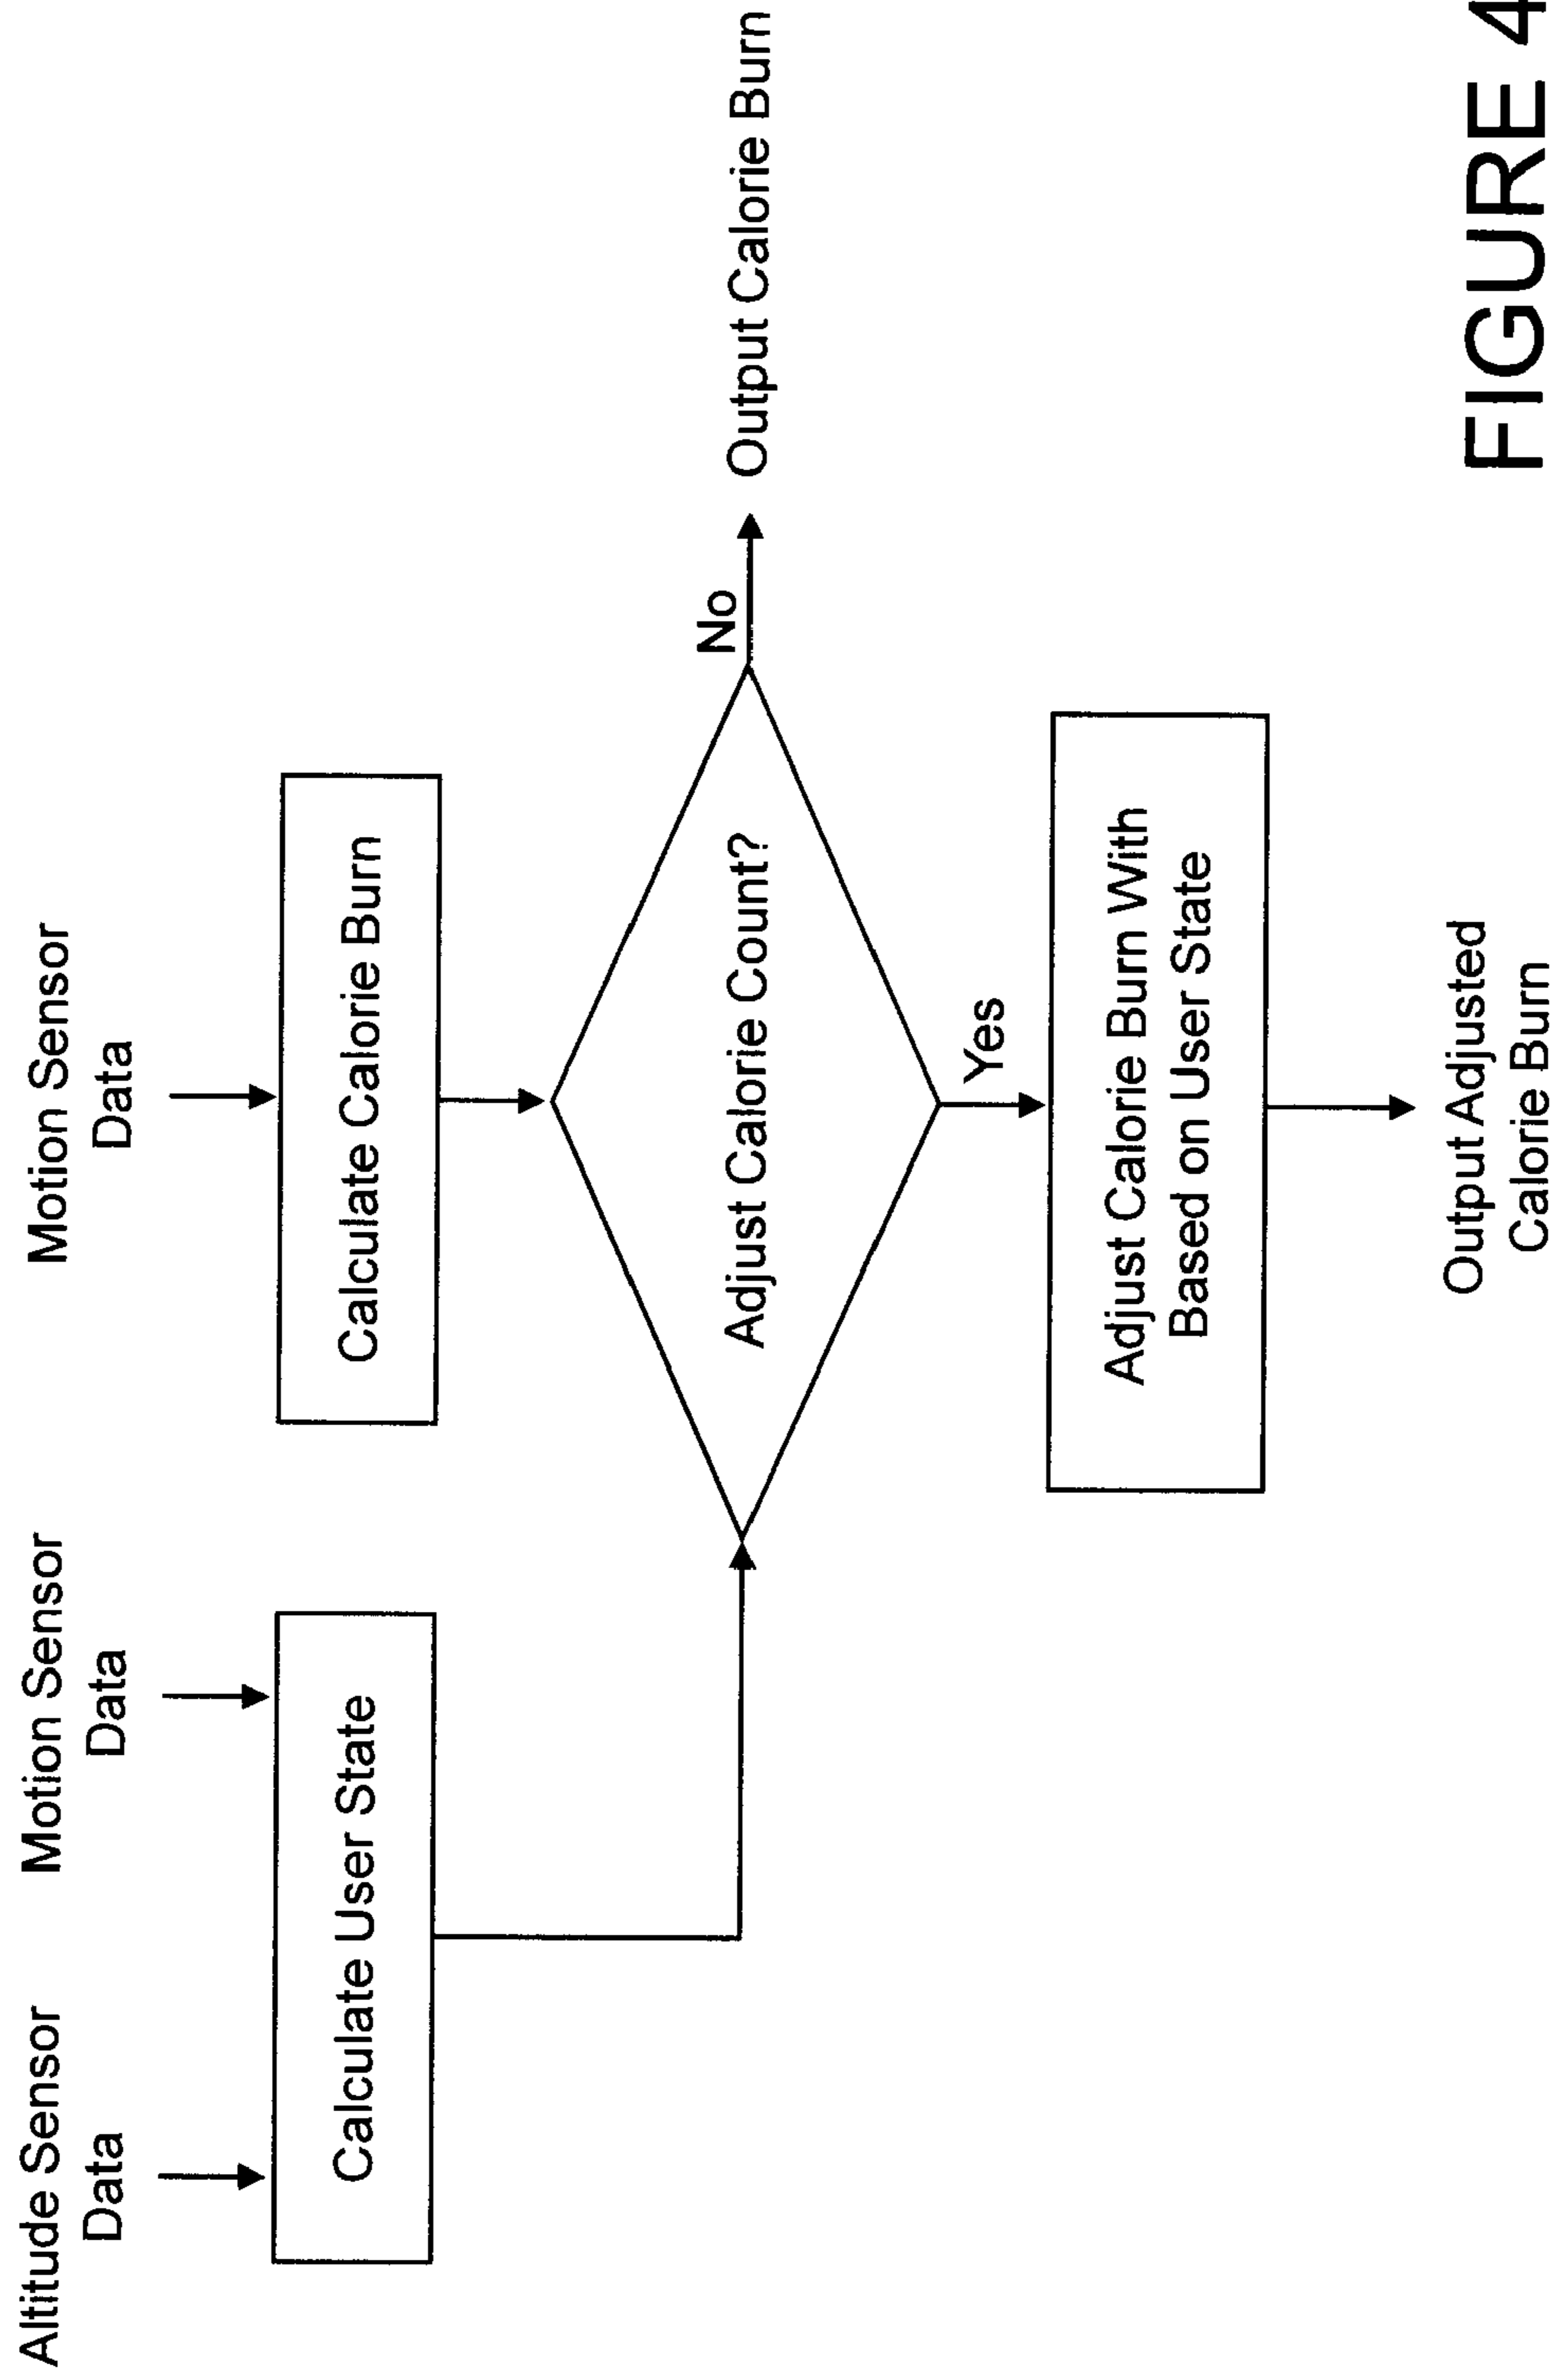 Altitude Sensor
Data
Motion Sensor
Data
Motion Sensor
Data
Calculate User State
Calculate Calorie Burn
Adjust Calorie Count?
No
Output Calorie Burn
Yes
Adjust Calorie Burn With
Based on User State
Output Adjusted
Calorie Burn
FIGURE 4